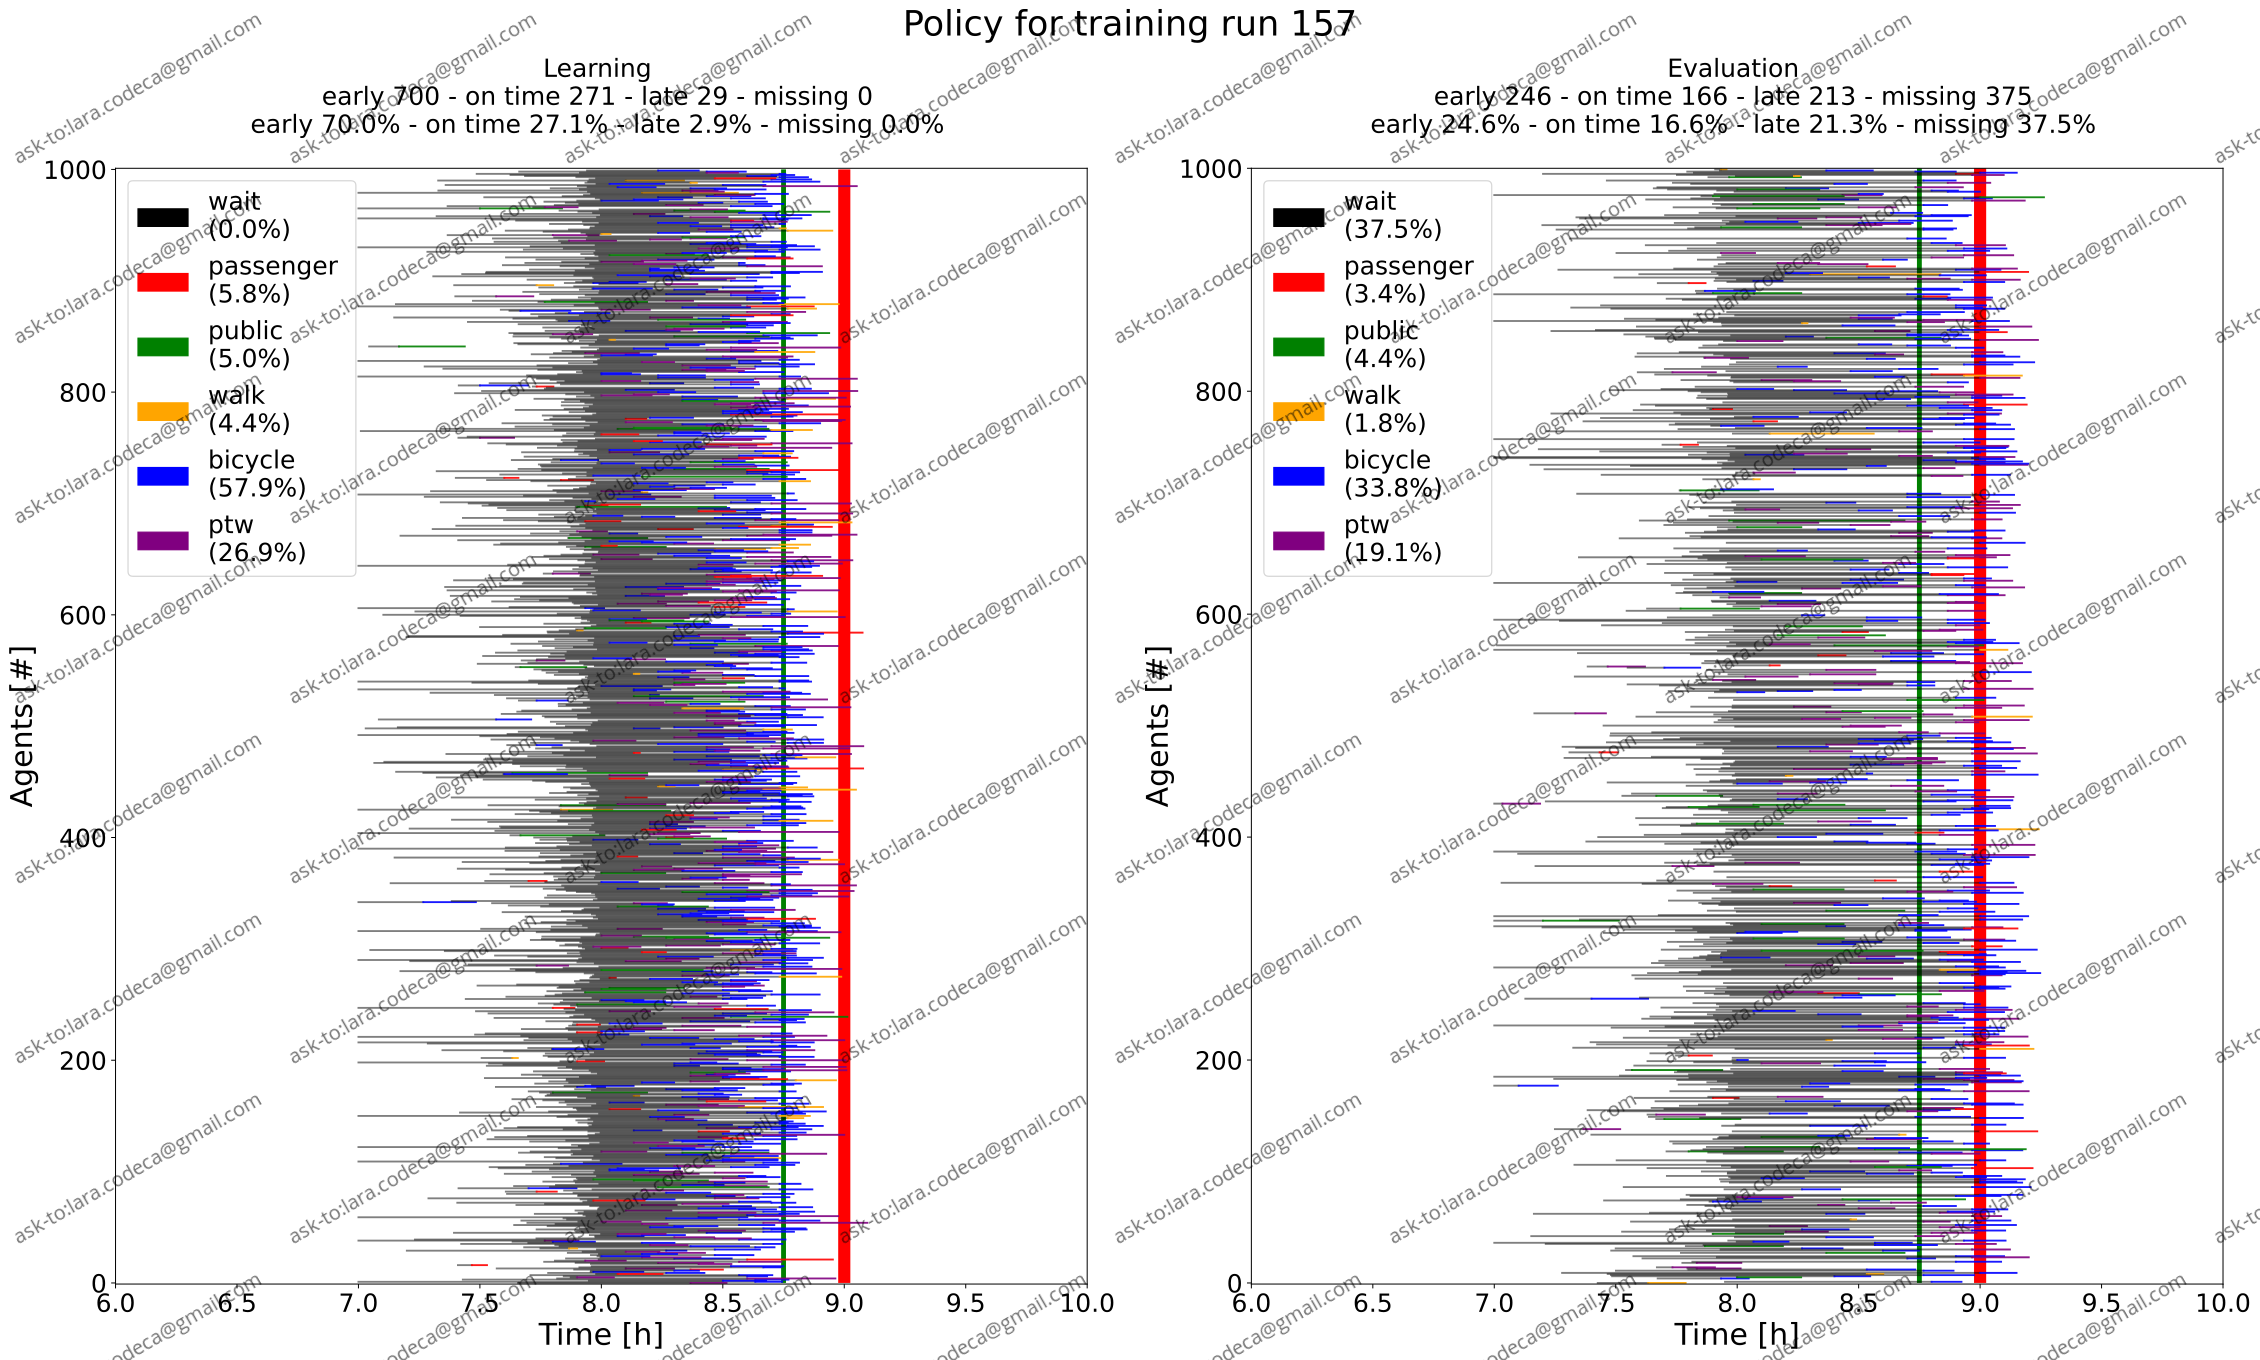 Policy for training run 157
Learning
early 700 - on time 271 - late 29 - missing 0
early 70.0% - on time 27.1% - late 2.9% - missing 0.0%
Evaluation
early 246 - on time 166 - late 213 - missing 375
early 24.6% - on time 16.6% - late 21.3% - missing 37.5%
1000
800
600
400
200
0
Agents [#]
wait
(0.0%)
passenger
(5.8%)
public
(5.0%)
walk
(4.4%)
bicycle
(57.9%)
ptw
(26.9%)
6.0 6.5 7.0 7.5 8.0 8.5 9.0 9.5 10.0
Time [h]
1000
800
600
400
200
0
Agents [#]
wait
(37.5%)
passenger
(3.4%)
public
(4.4%)
walk
(1.8%)
bicycle
(33.8%)
ptw
(19.1%)
6.0 6.5 7.0 7.5 8.0 8.5 9.0 9.5 10.0
Time [h]
ask-to:lara.codeca@gmail.com